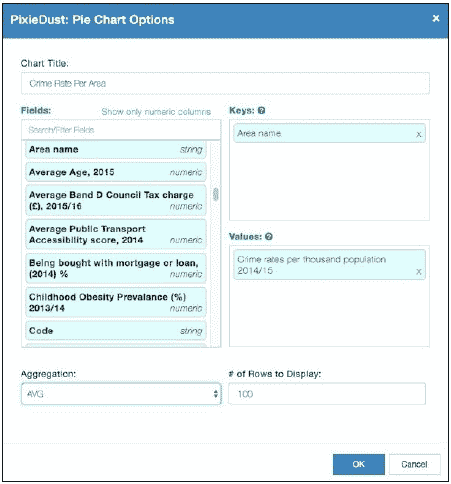 PixieDust: Pie Chart Options ×
Chart Title:
Crime Rate Per Area
Fields: Show only numeric columns
Search/Filter Fields
Area name string
Average Age, 2015 numeric
Average Band D Council Tax charge
(£), 2015/16 numeric
Average Public Transport
Accessibility score, 2014 numeric
Being bought with mortgage or loan,
(2014) % numeric
Childhood Obesity Prevalance (%)
2013/14 numeric
Code string
Keys: ?
Area name x
Values: ?
Crime rates per thousand population
2014/15 x
Aggregation:
AVG
# of Rows to Display:
100
OK Cancel